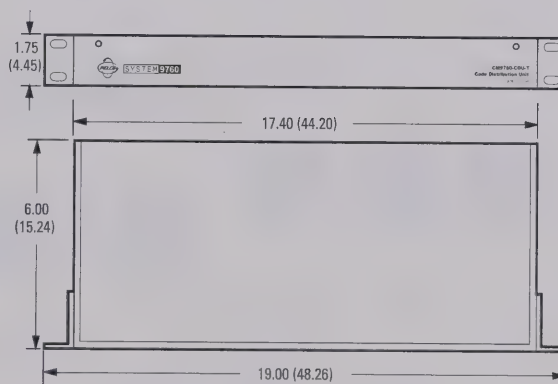 1.75
(4.45)
PELCO SYSTEM 9760
CM9760-CDU-T
Code Distribution Unit
17.40 (44.20)
6.00
(15.24)
19.00 (48.26)